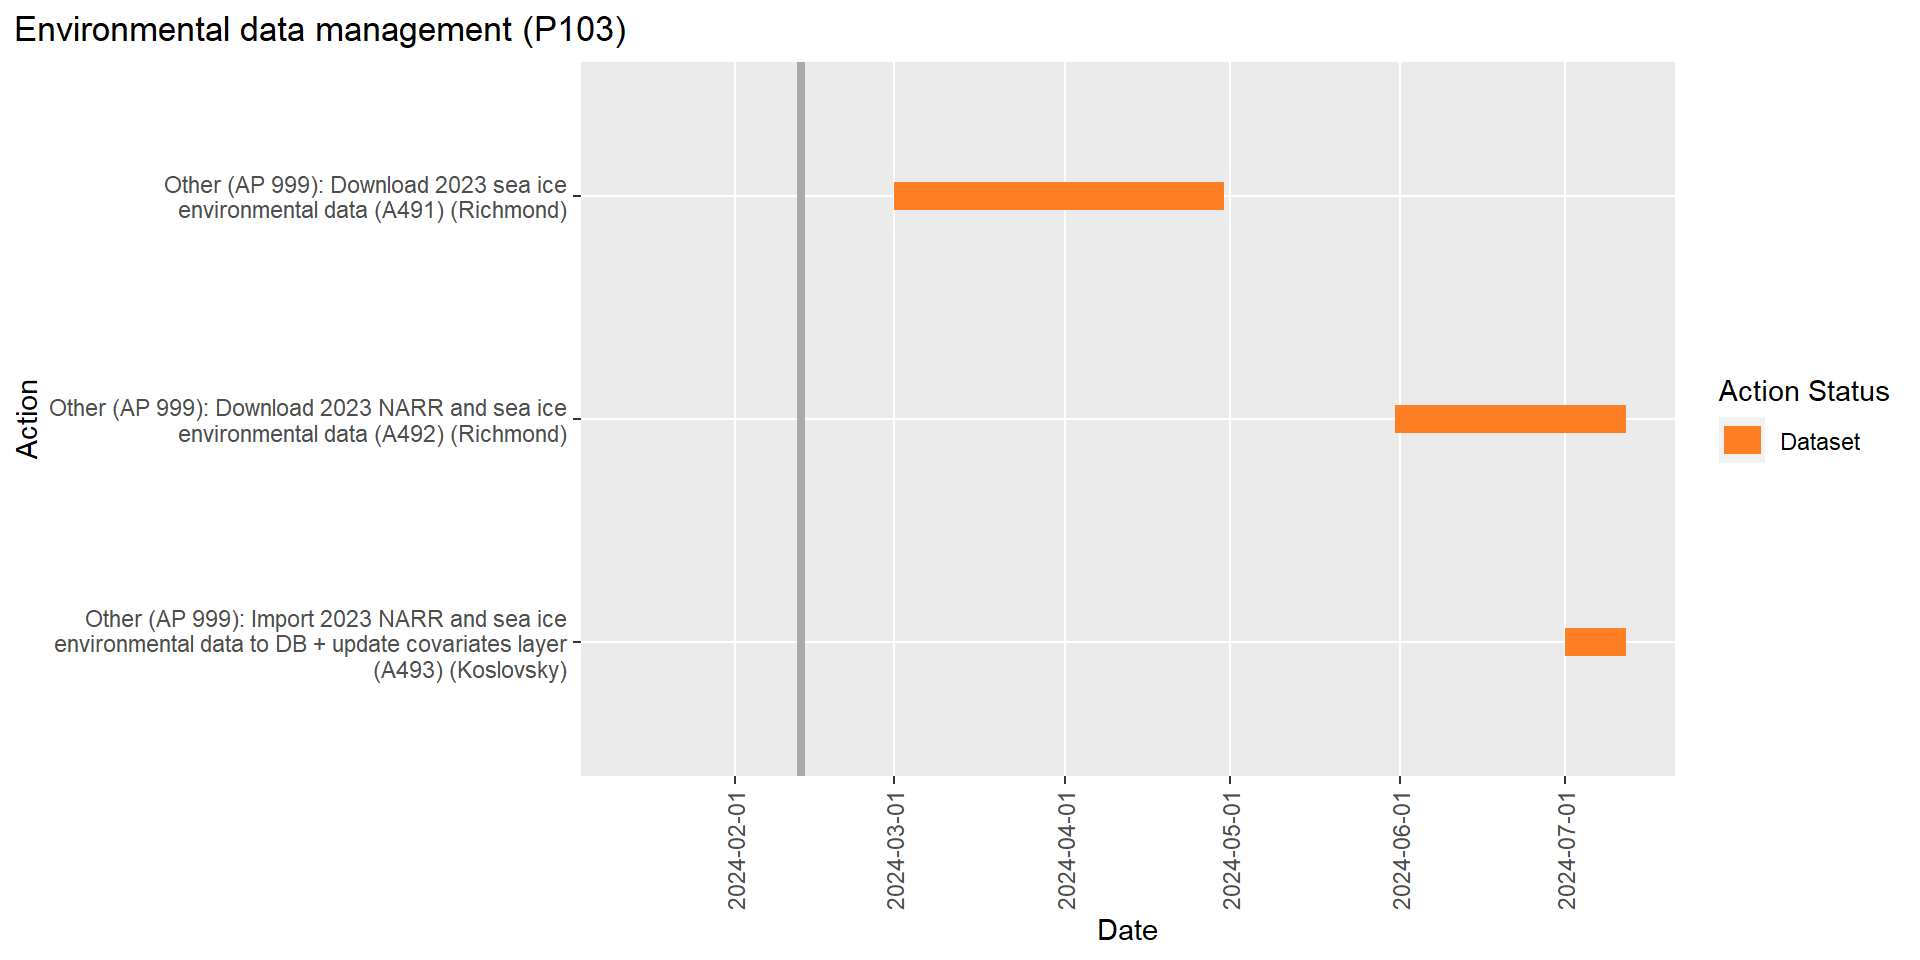 Environmental data management (P103)
Other (AP 999): Download 2023 sea ice
environmental data (A491) (Richmond)
Other (AP 999): Download 2023 NARR and sea ice
environmental data (A492) (Richmond)
Other (AP 999): Import 2023 NARR and sea ice
environmental data to DB + update covariates layer
(A493) (Koslovsky)
Action
2024-02-01
2024-03-01
2024-04-01
2024-05-01
2024-06-01
2024-07-01
Date
Action Status
Dataset